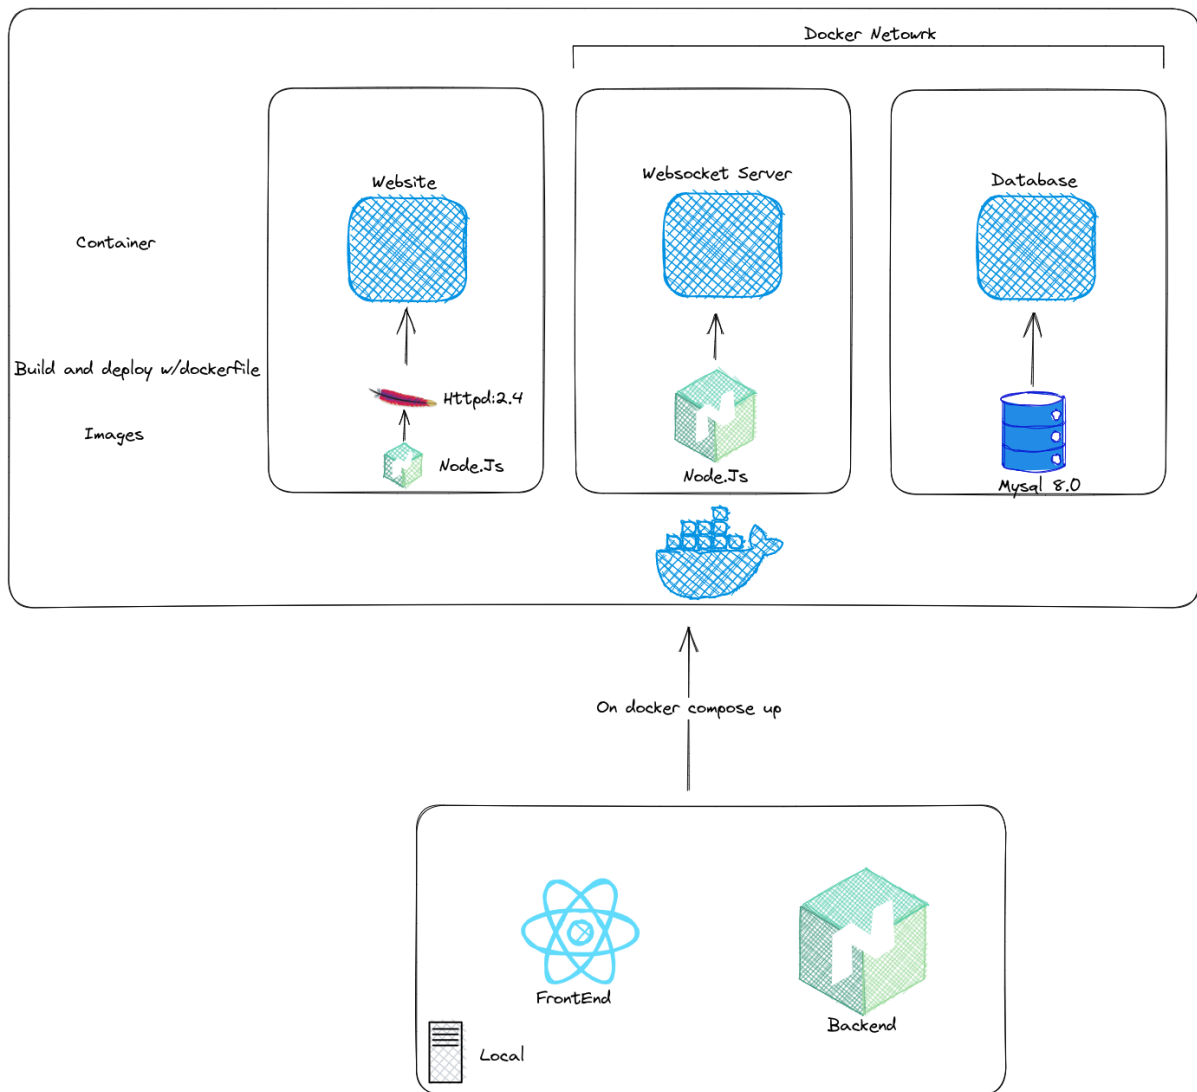 Docker Netowrk
Website
Websocket Server
Database
Container
Build and deploy w/dockerfile
Httpd:2.4
Images
Node.Js
Node.Js
Mysql 8.0
On docker compose up
FrontEnd
Backend
Local